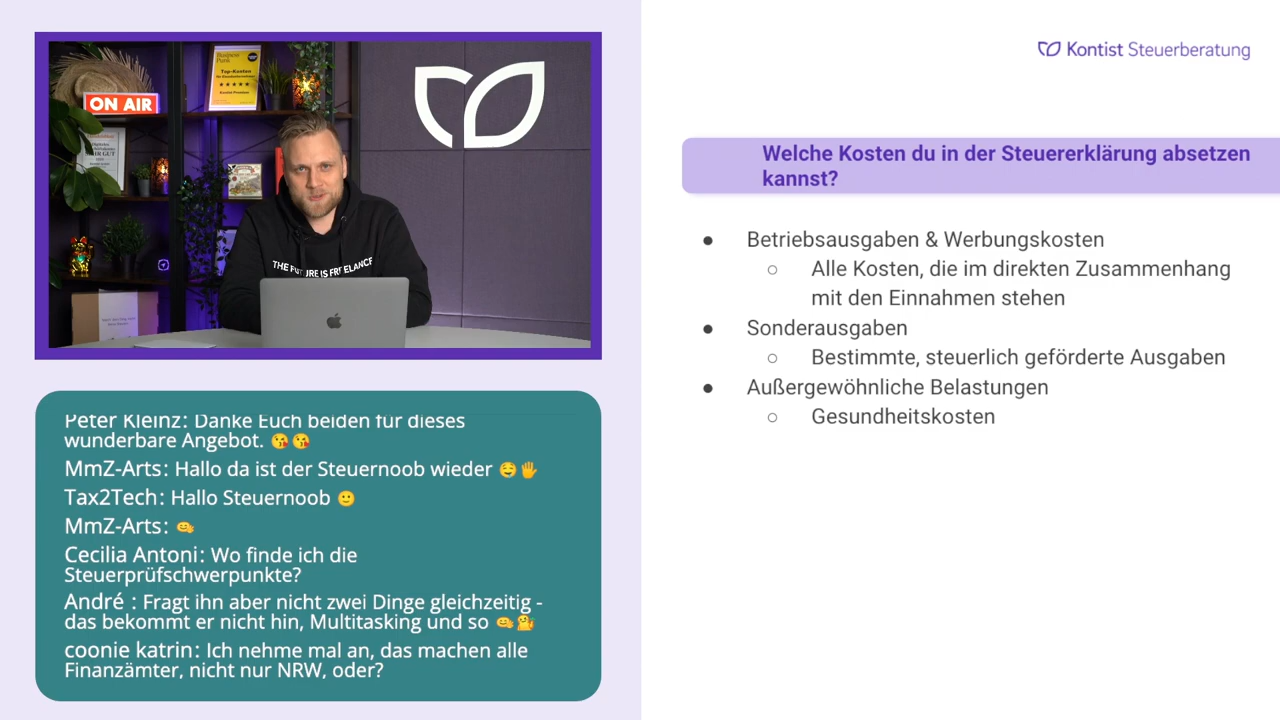 ON AIR
Business Punk
Top-Konten
★★★★★
THE FUTURE IS FREELANCE
Peter Kleinz: Danke Euch beiden für dieses
wunderbare Angebot. 😘😘
MmZ-Arts: Hallo da ist der Steuernoob wieder 🤤🖐
Tax2Tech: Hallo Steuernoob 🙂
MmZ-Arts: 🤏
Cecilia Antoni: Wo finde ich die
Steuerprüfschwerpunkte?
André : Fragt ihn aber nicht zwei Dinge gleichzeitig -
das bekommt er nicht hin, Multitasking und so
coonie katrin: Ich nehme mal an, das machen alle
Finanzämter, nicht nur NRW, oder?
Kontist Steuerberatung
Welche Kosten du in der Steuererklärung absetzen
kannst?
● Betriebsausgaben & Werbungskosten
○ Alle Kosten, die im direkten Zusammenhang
mit den Einnahmen stehen
● Sonderausgaben
○ Bestimmte, steuerlich geförderte Ausgaben
● Außergewöhnliche Belastungen
○ Gesundheitskosten